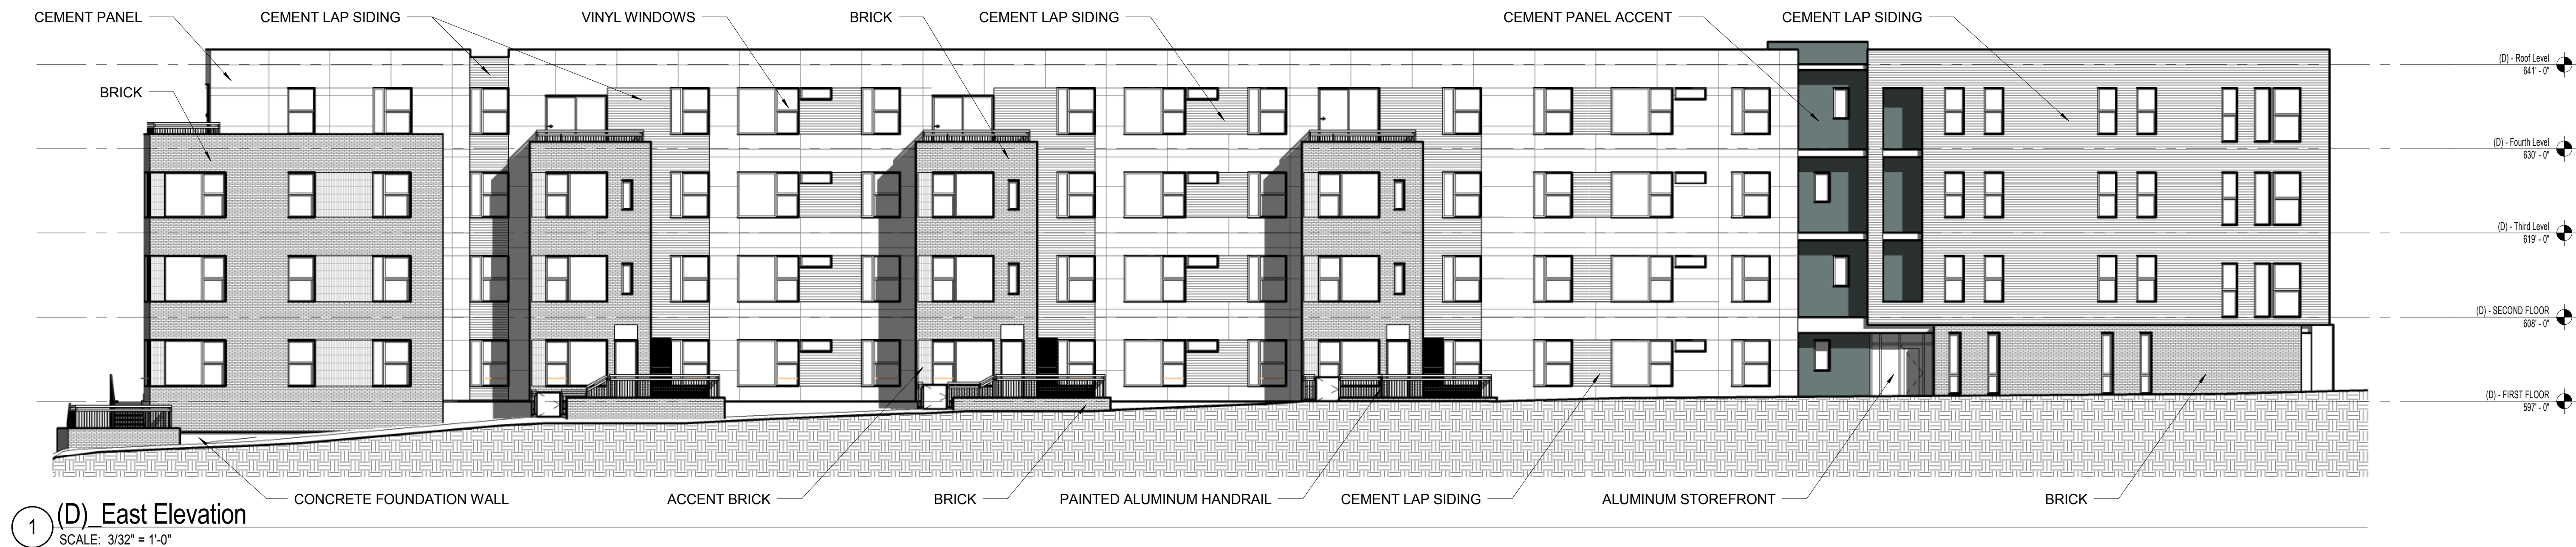 CEMENT PANEL
CEMENT LAP SIDING
VINYL WINDOWS
BRICK
CEMENT LAP SIDING
CEMENT PANEL ACCENT
CEMENT LAP SIDING
BRICK
(D) - Roof Level
641' - 0"
(D) - Fourth Level
630' - 0"
(D) - Third Level
619' - 0"
(D) - SECOND FLOOR
608' - 0"
(D) - FIRST FLOOR
597' - 0"
CONCRETE FOUNDATION WALL
ACCENT BRICK
BRICK
PAINTED ALUMINUM HANDRAIL
CEMENT LAP SIDING
ALUMINUM STOREFRONT
BRICK
1
(D)_East Elevation
SCALE: 3/32" = 1'-0"